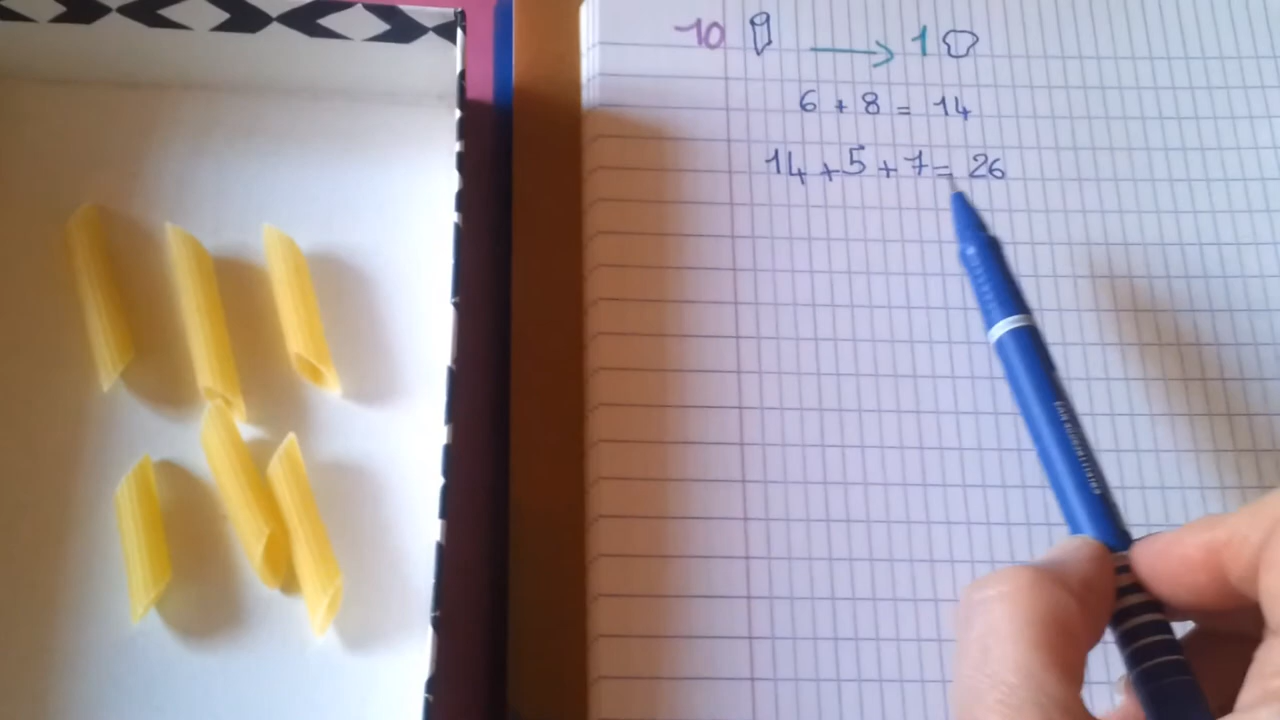 10 → 1
6 + 8 = 14
14 + 5 + 7 = 26